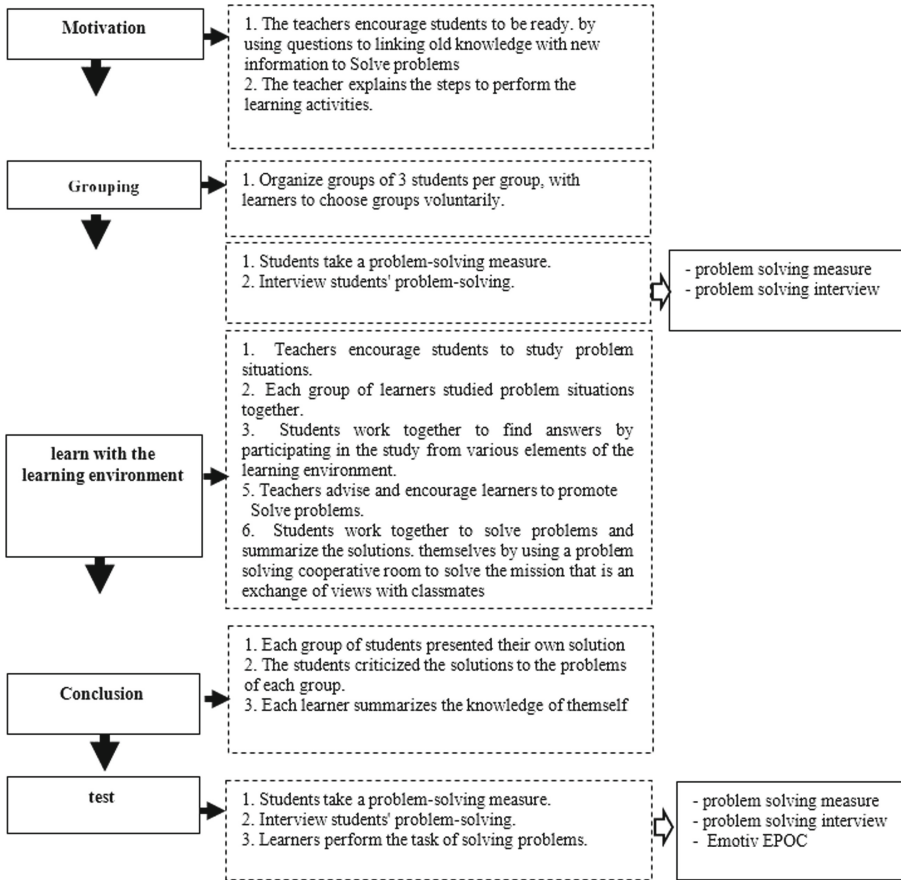 Motivation
1. The teachers encourage students to be ready. by
using questions to linking old knowledge with new
information to Solve problems
2. The teacher explains the steps to perform the
learning activities.
Grouping
1. Organize groups of 3 students per group, with
learners to choose groups voluntarily.
1. Students take a problem-solving measure.
2. Interview students' problem-solving.
- problem solving measure
- problem solving interview
learn with the
learning environment
1. Teachers encourage students to study problem
situations.
2. Each group of learners studied problem situations
together.
3. Students work together to find answers by
participating in the study from various elements of the
learning environment.
5. Teachers advise and encourage learners to promote
Solve problems.
6. Students work together to solve problems and
summarize the solutions. themselves by using a problem
solving cooperative room to solve the mission that is an
exchange of views with classmates
Conclusion
1. Each group of students presented their own solution
2. The students criticized the solutions to the problems
of each group.
3. Each learner summarizes the knowledge of themself
test
1. Students take a problem-solving measure.
2. Interview students' problem-solving.
3. Learners perform the task of solving problems.
- problem solving measure
- problem solving interview
- Emotiv EPOC